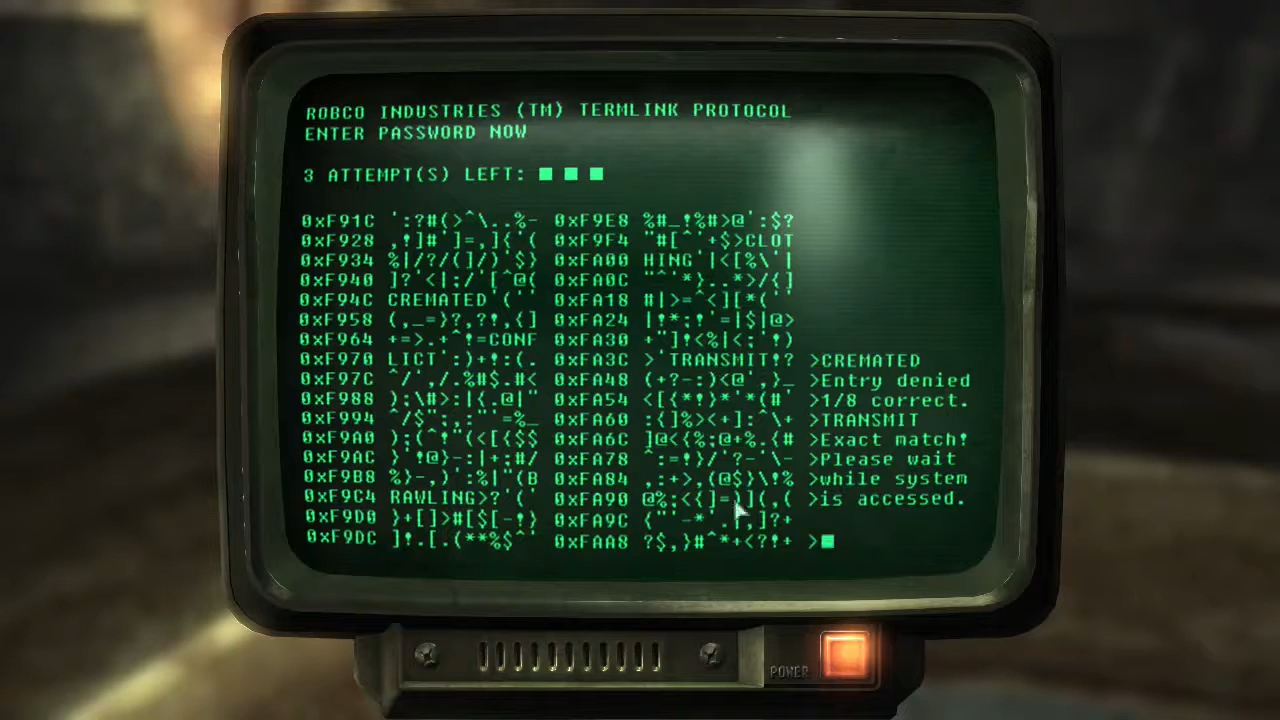 ROBCO INDUSTRIES (TM) TERMLINK PROTOCOL
ENTER PASSWORD NOW
3 ATTEMPT(S) LEFT: ■ ■ ■
0xF91C ':?#(>^\..%- 0xF9E8 %#_!%#>@':$?
0xF928 ,!]#']=,]{'( 0xF9F4 "#[^'+$>CLOT
0xF934 %|/?/(]/)'$} 0xFA00 HING'|<[%\'|
0xF940 ]?'<|;/'[^@( 0xFA0C "^'*}..*>/{]
0xF94C CREMATED'('' 0xFA18 #|>=^<][*(''
0xF958 (,_=}?,?!,{] 0xFA24 |!*;!'=|$|@>
0xF964 +=>.+^!=CONF 0xFA30 +"]!<%|<;'!)
0xF970 LICT':)+!:(. 0xFA3C >'TRANSMIT!? >CREMATED
0xF97C ^/',/.%#$.#< 0xFA48 (+?-:)<@',}_ >Entry denied
0xF988 ):\#>:|{.@|" 0xFA54 <[{*!}*'*(#' >1/8 correct.
0xF994 ^/$";,:"'=%_ 0xFA60 :{]%><+]:^\+ >TRANSMIT
0xF9A0 );(^!"(<[{$$ 0xFA6C ]@<{%;@+%.{# >Exact match!
0xF9AC }'!@}-:|+;#/ 0xFA78 ^:=!}/'?-'\- >Please wait
0xF9B8 %}-,)':%|"(B 0xFA84 ,:+>,(@$}\!% >while system
0xF9C4 RAWLING>?'(' 0xFA90 @%;<{]=)](,( >is accessed.
0xF9D0 }+[]>#[$[-!} 0xFA9C {""-*'.|,]?+
0xF9DC ]!.[.(**%$^' 0xFAA8 ?$,}#^*+<?!+ >■
POWER